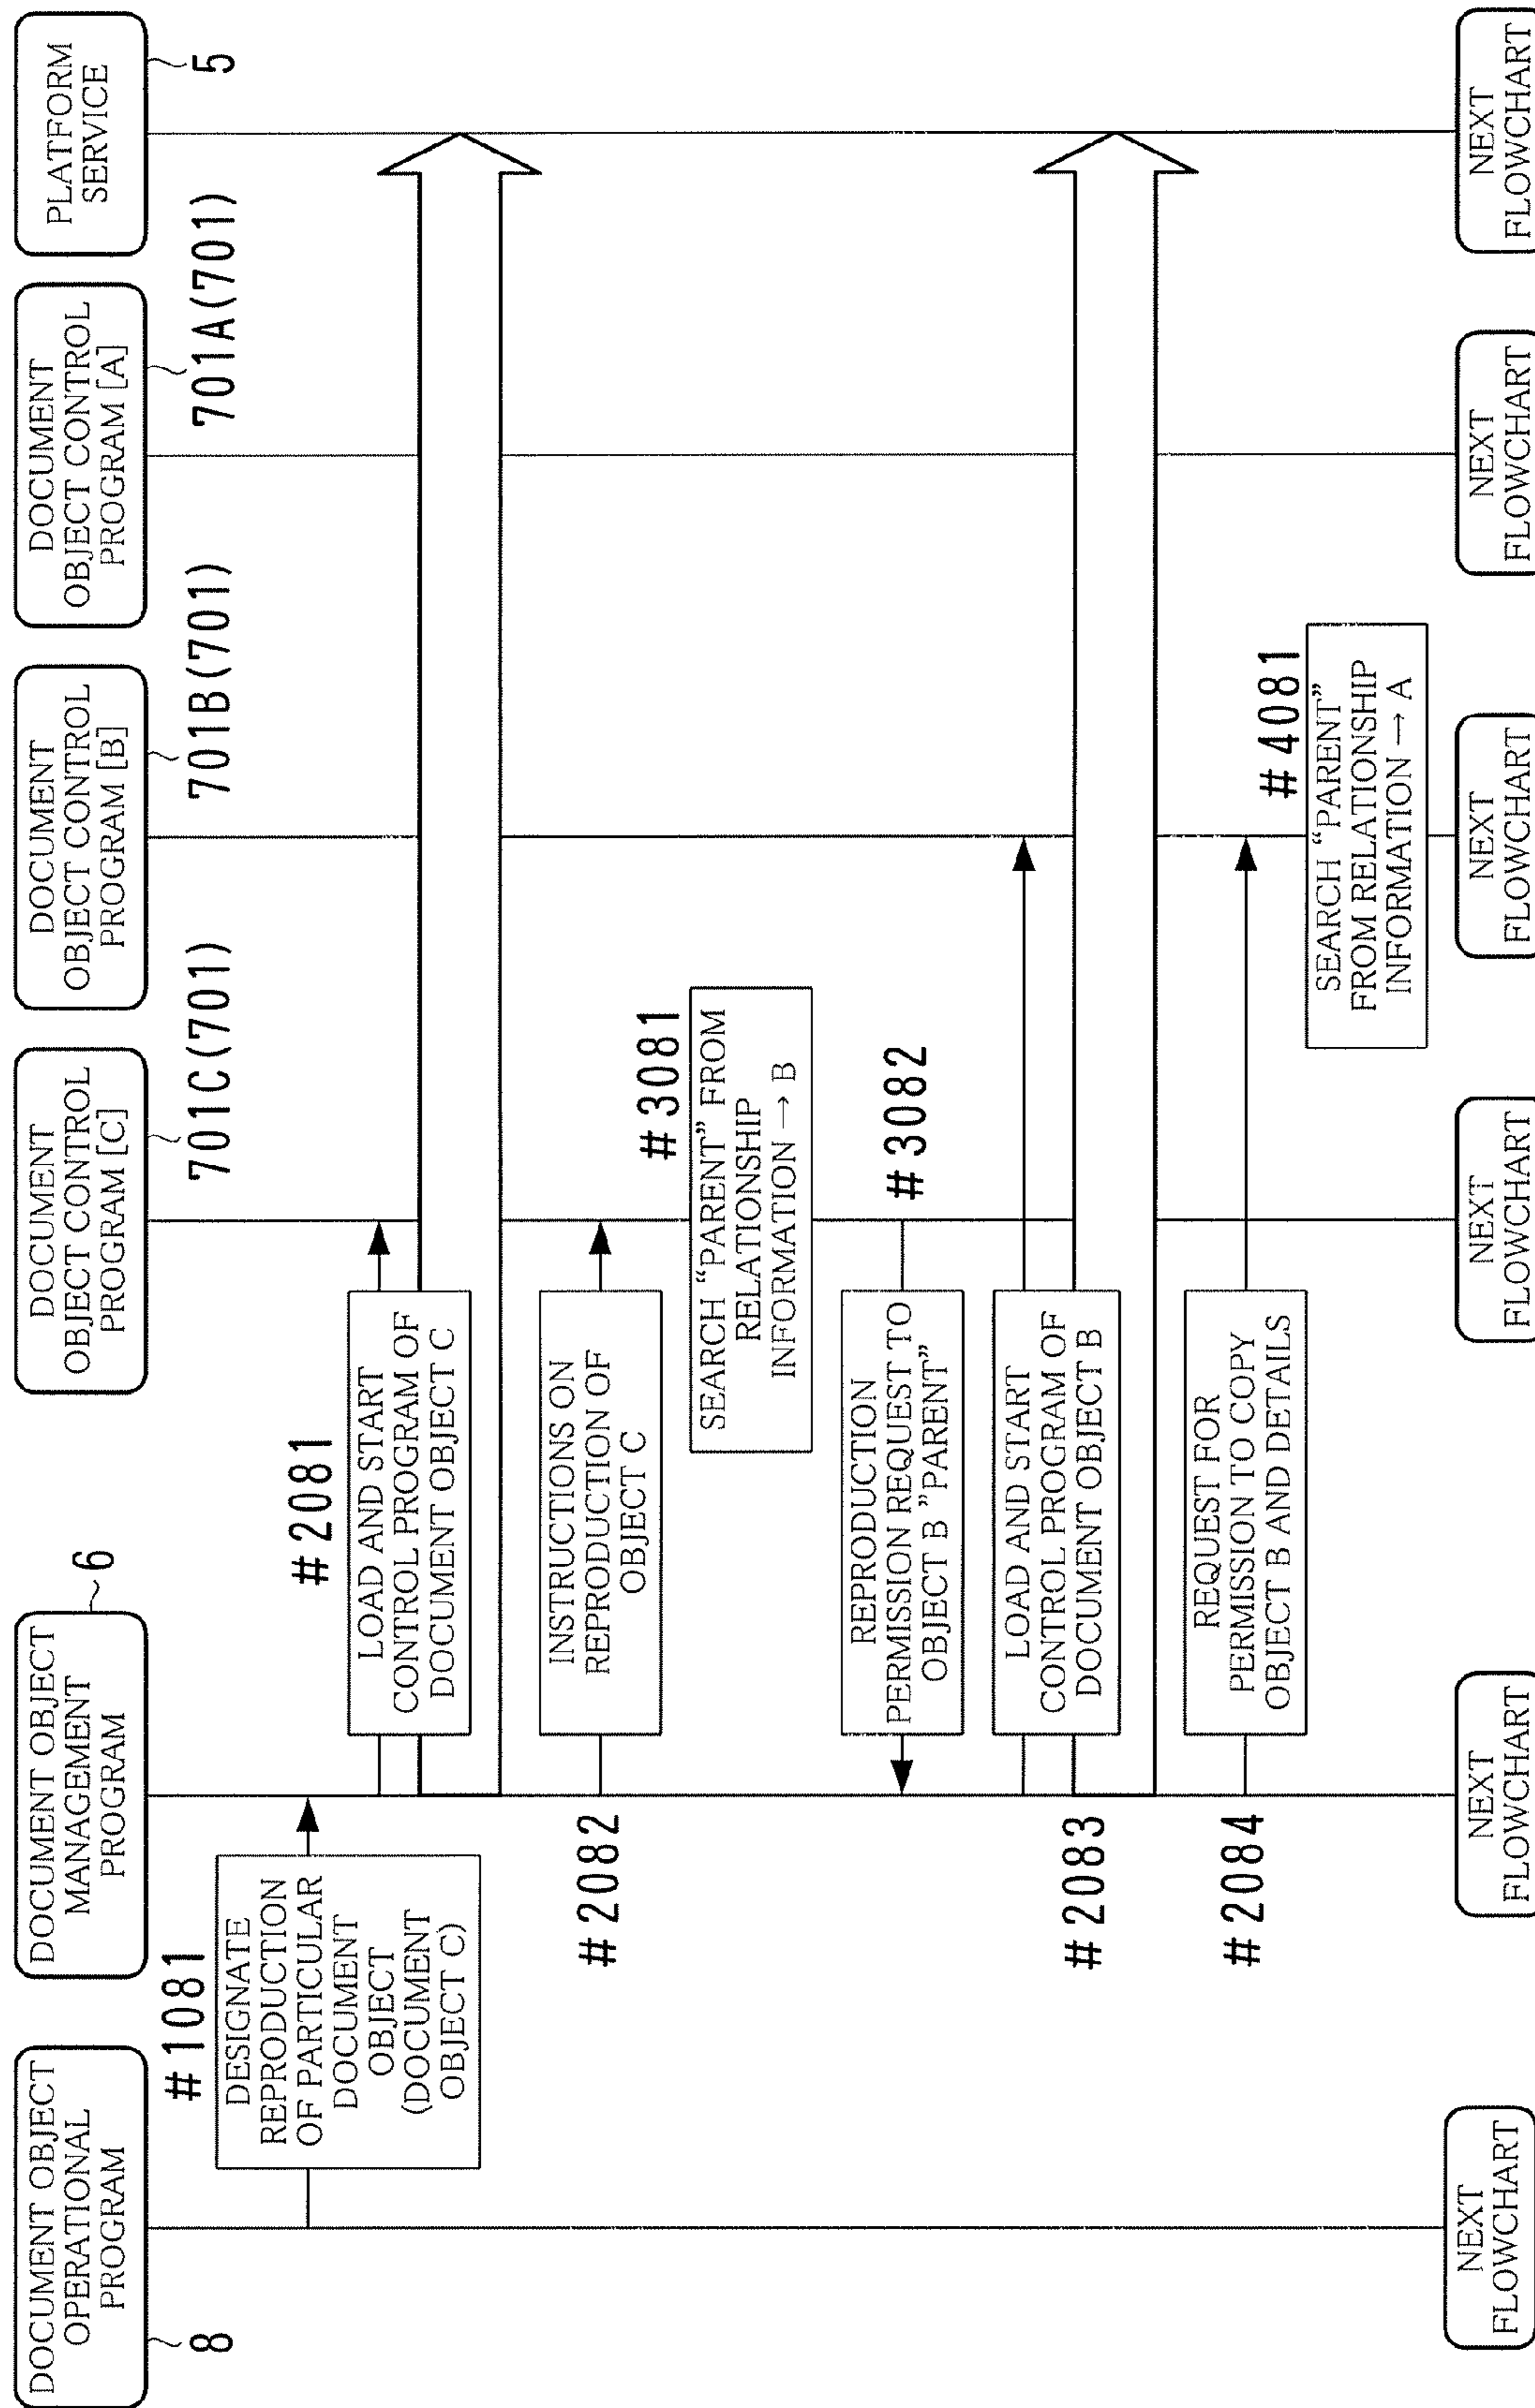 DOCUMENT OBJECT
OPERATIONAL
PROGRAM
8
DOCUMENT OBJECT
MANAGEMENT
PROGRAM
6
DOCUMENT
OBJECT CONTROL
PROGRAM [C]
701C(701)
DOCUMENT
OBJECT CONTROL
PROGRAM [B]
701B(701)
DOCUMENT
OBJECT CONTROL
PROGRAM [A]
701A(701)
PLATFORM
SERVICE
5
#1081
DESIGNATE
REPRODUCTION
OF PARTICULAR
DOCUMENT
OBJECT
(DOCUMENT
OBJECT C)
#2081
LOAD AND START
CONTROL PROGRAM OF
DOCUMENT OBJECT C
#2082
INSTRUCTIONS ON
REPRODUCTION OF
OBJECT C
#3081
SEARCH “PARENT” FROM
RELATIONSHIP
INFORMATION → B
#3082
REPRODUCTION
PERMISSION REQUEST TO
OBJECT B ”PARENT”
#2083
LOAD AND START
CONTROL PROGRAM OF
DOCUMENT OBJECT B
#2084
REQUEST FOR
PERMISSION TO COPY
OBJECT B AND DETAILS
#4081
SEARCH “PARENT”
FROM RELATIONSHIP
INFORMATION → A
NEXT
FLOWCHART
NEXT
FLOWCHART
NEXT
FLOWCHART
NEXT
FLOWCHART
NEXT
FLOWCHART
NEXT
FLOWCHART